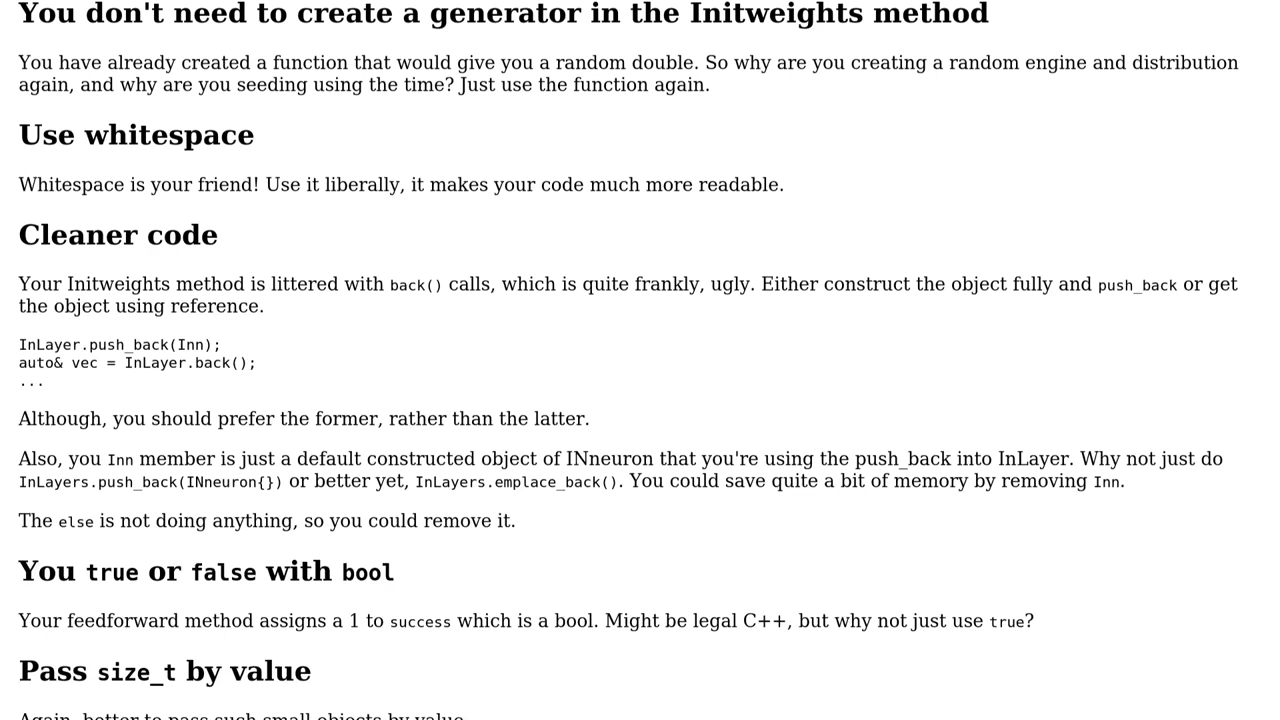 You don't need to create a generator in the Initweights method
You have already created a function that would give you a random double. So why are you creating a random engine and distribution
again, and why are you seeding using the time? Just use the function again.
Use whitespace
Whitespace is your friend! Use it liberally, it makes your code much more readable.
Cleaner code
Your Initweights method is littered with back() calls, which is quite frankly, ugly. Either construct the object fully and push_back or get
the object using reference.
InLayer.push_back(Inn);
auto& vec = InLayer.back();
...
Although, you should prefer the former, rather than the latter.
Also, you Inn member is just a default constructed object of INneuron that you're using the push_back into InLayer. Why not just do
InLayers.push_back(INneuron{}) or better yet, InLayers.emplace_back(). You could save quite a bit of memory by removing Inn.
The else is not doing anything, so you could remove it.
You true or false with bool
Your feedforward method assigns a 1 to success which is a bool. Might be legal C++, but why not just use true?
Pass size_t by value
Again, better to pass such small objects by value.